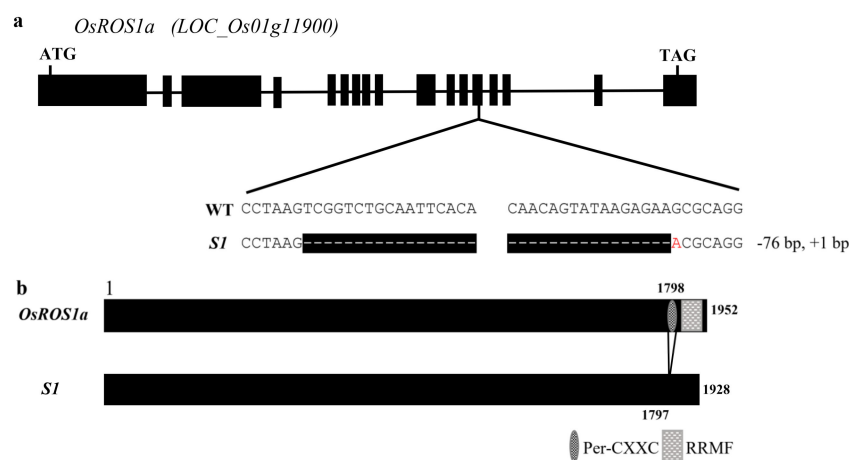 a
OsROS1a (LOC_Os01g11900)
ATG
TAG
WT CCTAAGTCGGTCTGCAATTCACA CAACAGTATAAGAGAAGCGCAGG
S1 CCTAAG----------------- ----------------ACGCAGG -76 bp, +1 bp
b
1
1798
OsROS1a
1952
S1
1928
1797
Per-CXXC RRMF